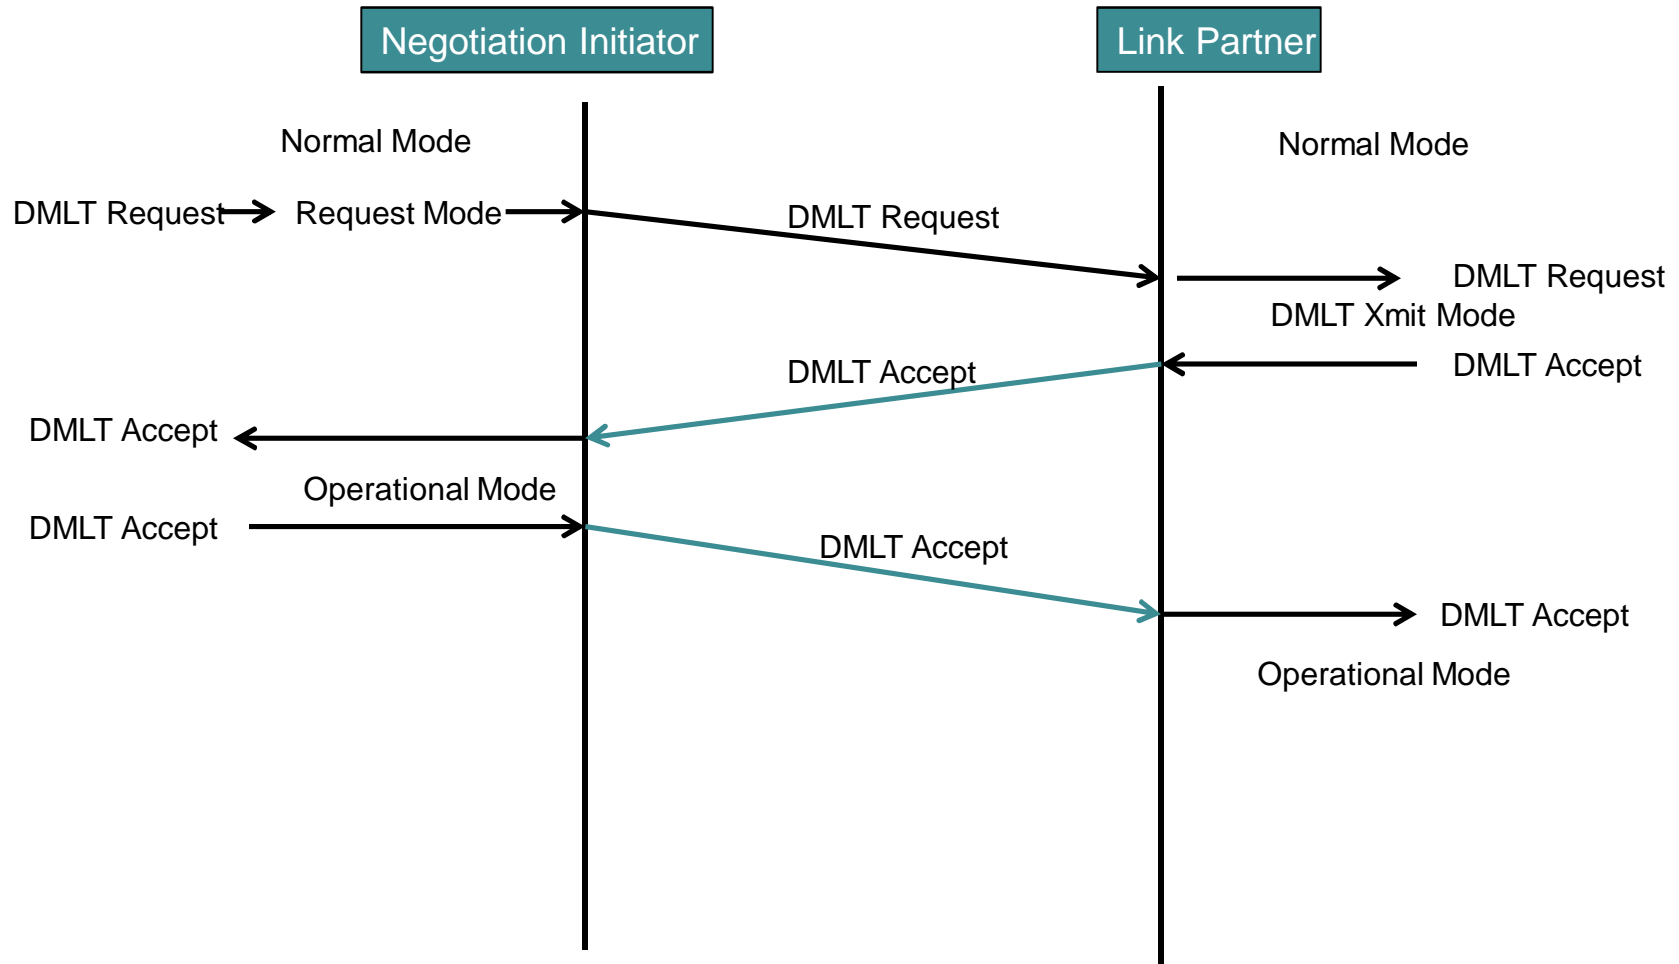 Negotiation Initiator
Link Partner
Normal Mode
Normal Mode
DMLT Request
Request Mode
DMLT Request
DMLT Request
DMLT Xmit Mode
DMLT Accept
DMLT Accept
DMLT Accept
Operational Mode
DMLT Accept
DMLT Accept
DMLT Accept
Operational Mode